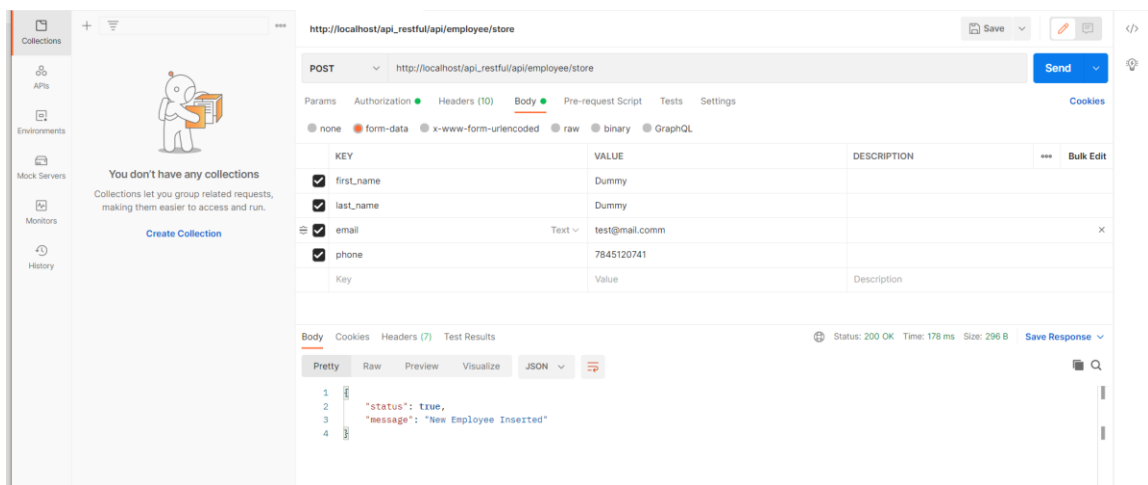 Collections
APIs
Environments
Mock Servers
Monitors
History
You don't have any collections
Collections let you group related requests,
making them easier to access and run.
Create Collection
http://localhost/api_restful/api/employee/store
Save
POST http://localhost/api_restful/api/employee/store Send
Params Authorization Headers (10) Body Pre-request Script Tests Settings Cookies
none form-data x-www-form-urlencoded raw binary GraphQL
KEY VALUE DESCRIPTION Bulk Edit
first_name Dummy
last_name Dummy
email Text test@mail.comm
phone 7845120741
Key Value Description
Body Cookies Headers (7) Test Results Status: 200 OK Time: 178 ms Size: 296 B Save Response
Pretty Raw Preview Visualize JSON
1 {
2 "status": true,
3 "message": "New Employee Inserted"
4 }